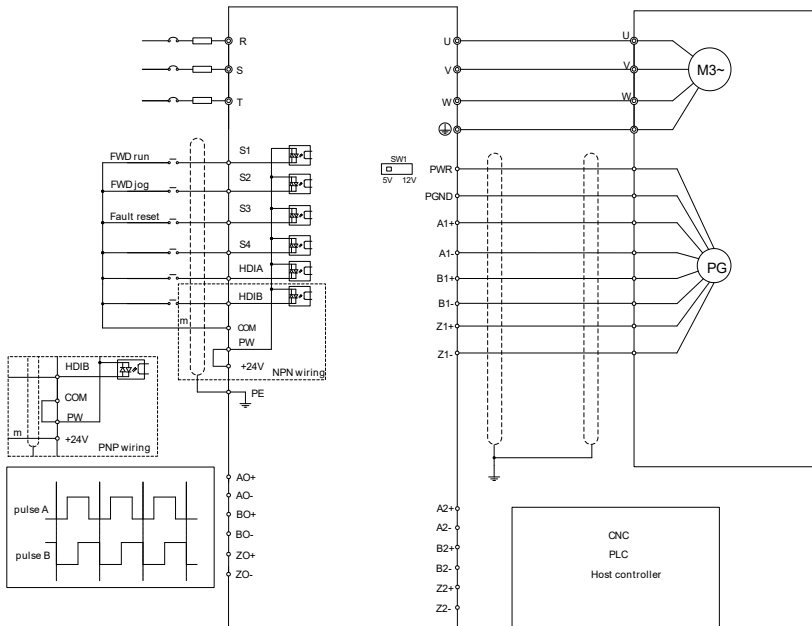 R
S
T
U
V
W
U
V
W
M3~
FWD run
S1
FWD jog
S2
Fault reset
S3
S4
HDIA
HDIB
m
COM
PW
+24V
NPN wiring
PE
SW1
5V 12V
PWR
PGND
A1+
A1-
B1+
B1-
Z1+
Z1-
PG
HDIB
COM
PW
m
+24V
PNP wiring
pulse A
pulse B
AO+
AO-
BO+
BO-
ZO+
ZO-
A2+
A2-
B2+
B2-
Z2+
Z2-
CNC
PLC
Host controller